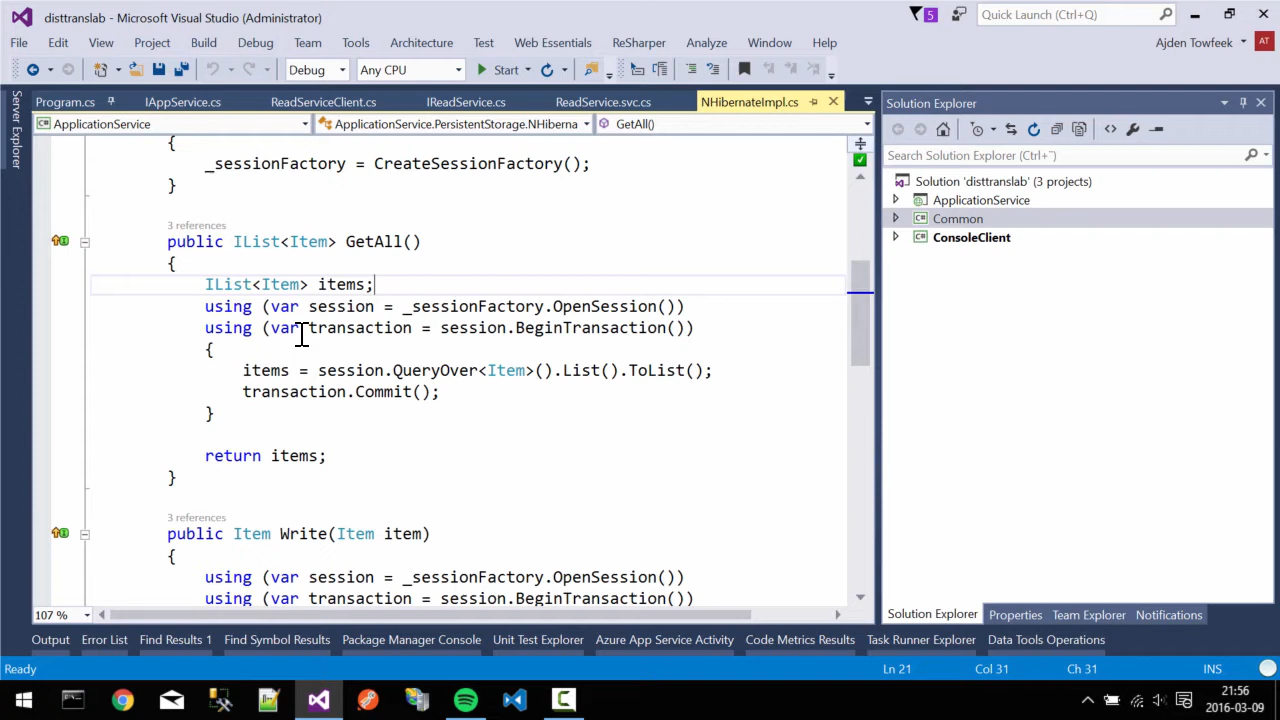 disttranslab - Microsoft Visual Studio (Administrator)
5
Quick Launch (Ctrl+Q)
File Edit View Project Build Debug Team Tools Architecture Test Web Essentials ReSharper Analyze Window Help
Ajden Towfeek
AT
Debug
Any CPU
Start
Server Explorer
Program.cs IAppService.cs ReadServiceClient.cs IReadService.cs ReadService.svc.cs NHibernateImpl.cs
ApplicationService
ApplicationService.PersistentStorage.NHiberna
GetAll()
{
_sessionFactory = CreateSessionFactory();
}
3 references
public IList<Item> GetAll()
{
IList<Item> items;
using (var session = _sessionFactory.OpenSession())
using (var transaction = session.BeginTransaction())
{
items = session.QueryOver<Item>().List().ToList();
transaction.Commit();
}
return items;
}
3 references
public Item Write(Item item)
{
using (var session = _sessionFactory.OpenSession())
using (var transaction = session.BeginTransaction())
107 %
Solution Explorer
Search Solution Explorer (Ctrl+¨)
Solution 'disttranslab' (3 projects)
ApplicationService
C# Common
C# ConsoleClient
Solution Explorer Properties Team Explorer Notifications
Output Error List Find Results 1 Find Symbol Results Package Manager Console Unit Test Explorer Azure App Service Activity Code Metrics Results Task Runner Explorer Data Tools Operations
Ready
Ln 21
Col 31
Ch 31
INS
21:56
2016-03-09